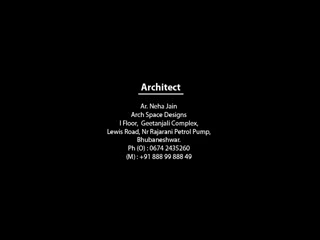 Architect
Ar. Neha Jain
Arch Space Designs
I Floor, Geetanjali Complex,
Lewis Road, Nr Rajarani Petrol Pump,
Bhubaneshwar.
Ph (O) : 0674 2435260
(M) : +91 888 99 888 49